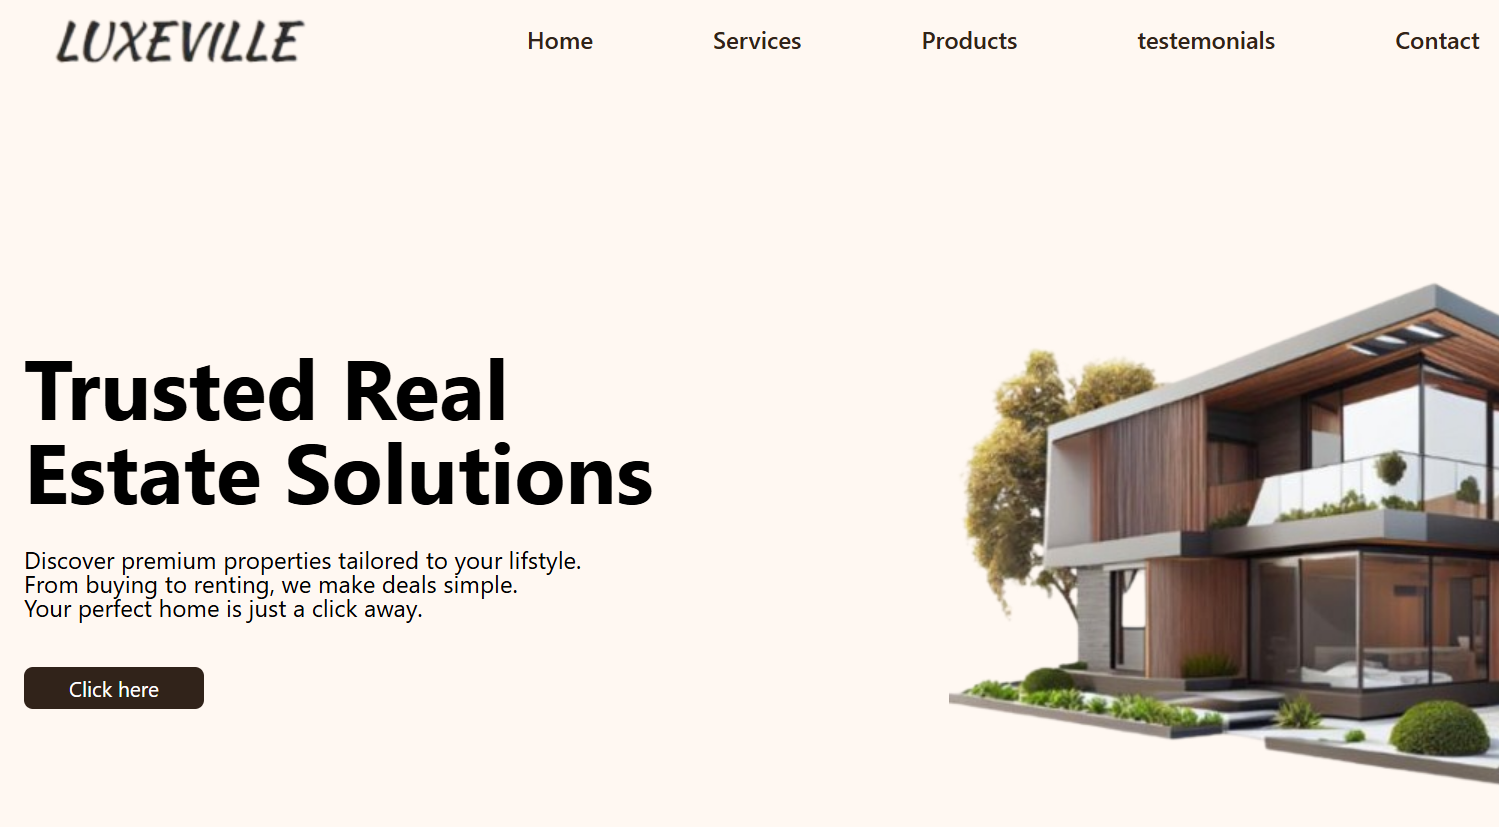 LUXEVILLE
Home Services Products testemonials Contact
Trusted Real
Estate Solutions
Discover premium properties tailored to your lifstyle.
From buying to renting, we make deals simple.
Your perfect home is just a click away.
Click here